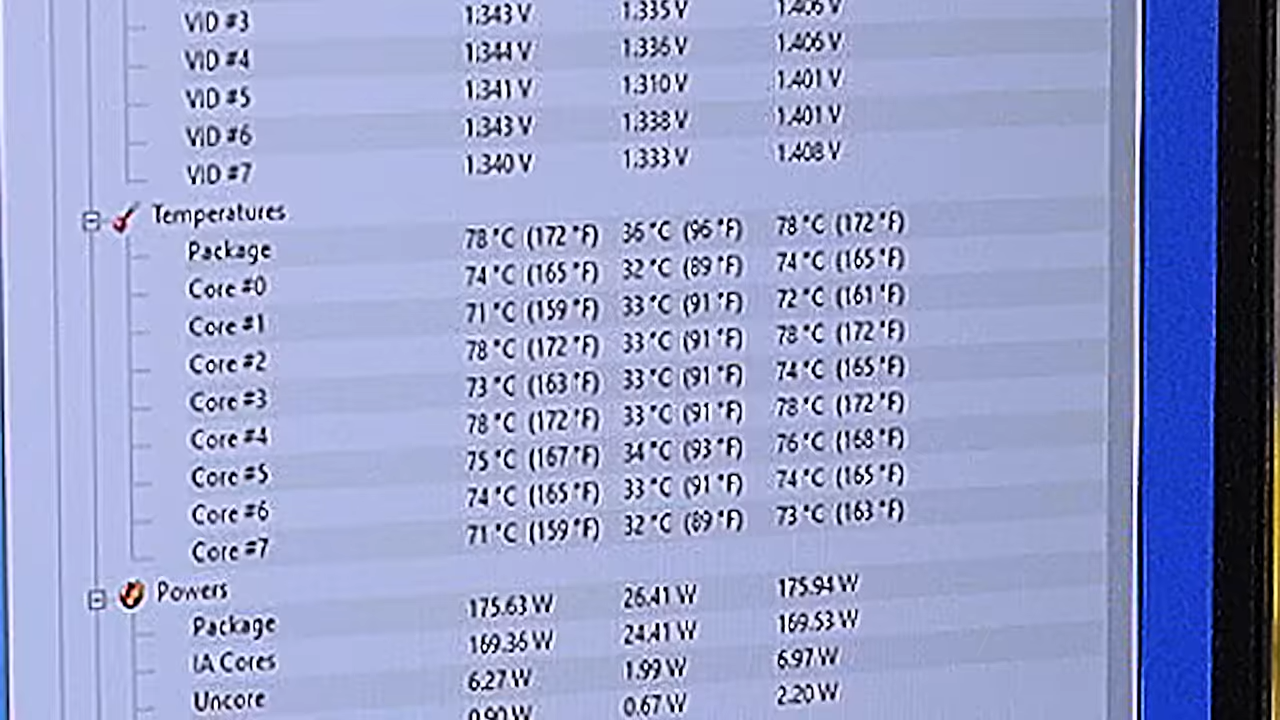 VID #3 1.343 V 1.335 V 1.406 V
VID #4 1.344 V 1.336 V 1.406 V
VID #5 1.341 V 1.310 V 1.401 V
VID #6 1.343 V 1.338 V 1.401 V
VID #7 1.340 V 1.333 V 1.408 V
Temperatures
Package 78 °C (172 °F) 36 °C (96 °F) 78 °C (172 °F)
Core #0 74 °C (165 °F) 32 °C (89 °F) 74 °C (165 °F)
Core #1 71 °C (159 °F) 33 °C (91 °F) 72 °C (161 °F)
Core #2 78 °C (172 °F) 33 °C (91 °F) 78 °C (172 °F)
Core #3 73 °C (163 °F) 33 °C (91 °F) 74 °C (165 °F)
Core #4 78 °C (172 °F) 33 °C (91 °F) 78 °C (172 °F)
Core #5 75 °C (167 °F) 34 °C (93 °F) 76 °C (168 °F)
Core #6 74 °C (165 °F) 33 °C (91 °F) 74 °C (165 °F)
Core #7 71 °C (159 °F) 32 °C (89 °F) 73 °C (163 °F)
Powers
Package 175.63 W 26.41 W 175.94 W
IA Cores 169.36 W 24.41 W 169.53 W
Uncore 6.27 W 1.99 W 6.97 W
0.90 W 0.67 W 2.20 W